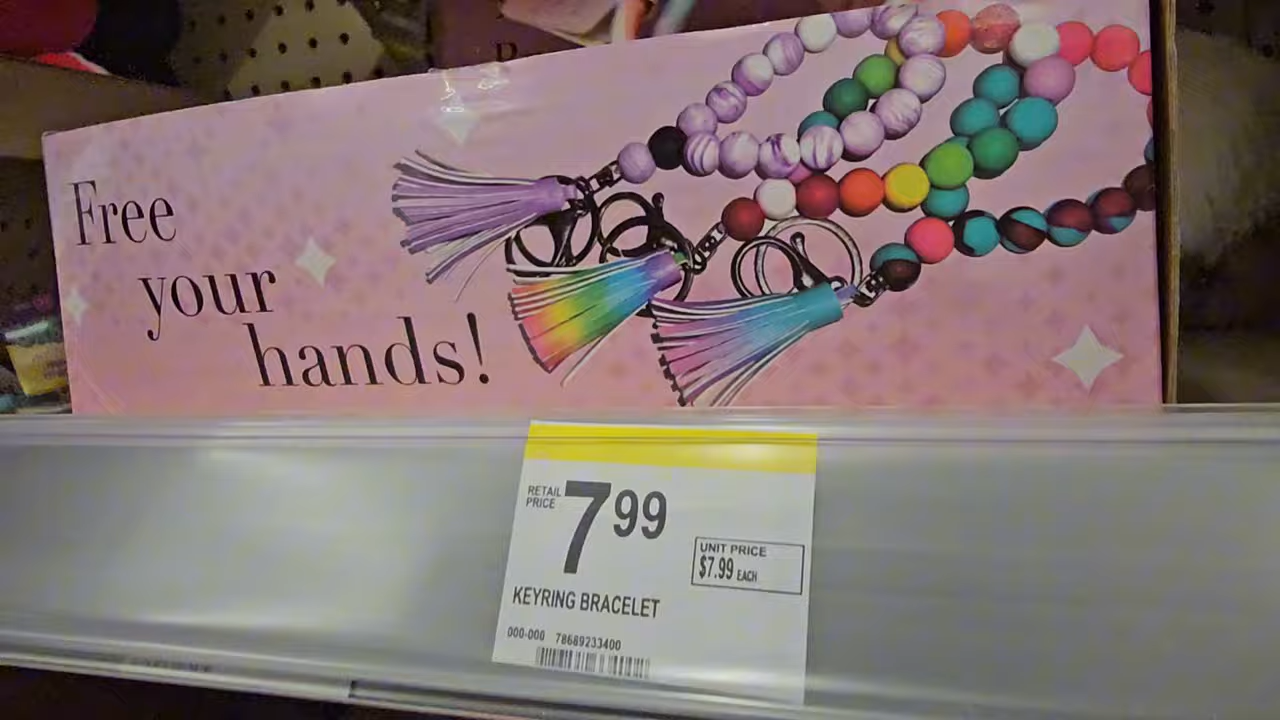 Free
your
hands!
RETAIL
PRICE
7 99
UNIT PRICE
$7.99 EACH
KEYRING BRACELET
000-000 78689233400